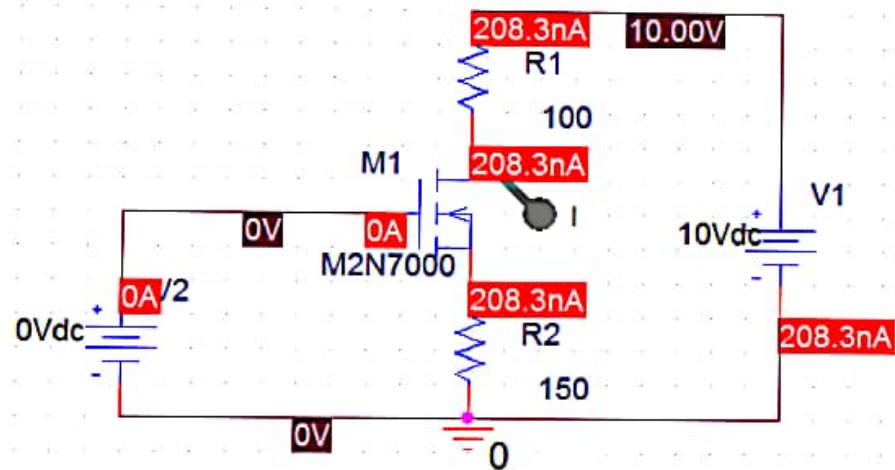 208.3nA
10.00V
R1
100
M1
208.3nA
V1
I
0V
0A
10Vdc
M2N7000
0A
V2
208.3nA
0Vdc
R2
208.3nA
150
0V
0